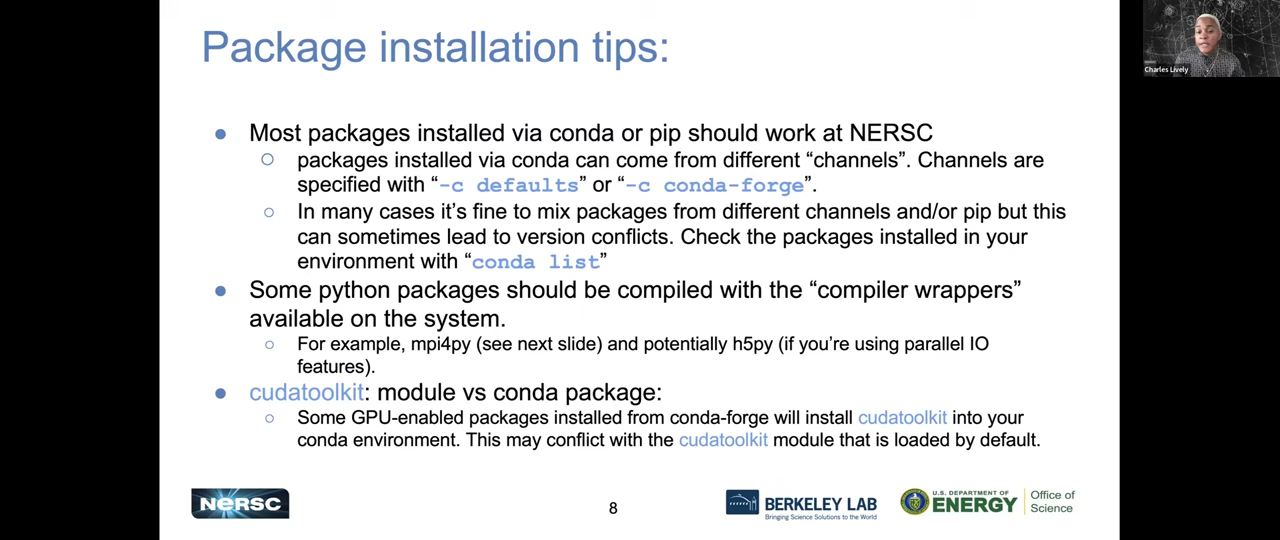 Package installation tips:
Charles Lively
● Most packages installed via conda or pip should work at NERSC
○ packages installed via conda can come from different “channels”. Channels are
specified with “-c defaults” or “-c conda-forge”.
○ In many cases it’s fine to mix packages from different channels and/or pip but this
can sometimes lead to version conflicts. Check the packages installed in your
environment with “conda list”
● Some python packages should be compiled with the “compiler wrappers”
available on the system.
○ For example, mpi4py (see next slide) and potentially h5py (if you’re using parallel IO
features).
● cudatoolkit: module vs conda package:
○ Some GPU-enabled packages installed from conda-forge will install cudatoolkit into your
conda environment. This may conflict with the cudatoolkit module that is loaded by default.
NERSC
8
BERKELEY LAB
Bringing Science Solutions to the World
U.S. DEPARTMENT OF
ENERGY
Office of
Science